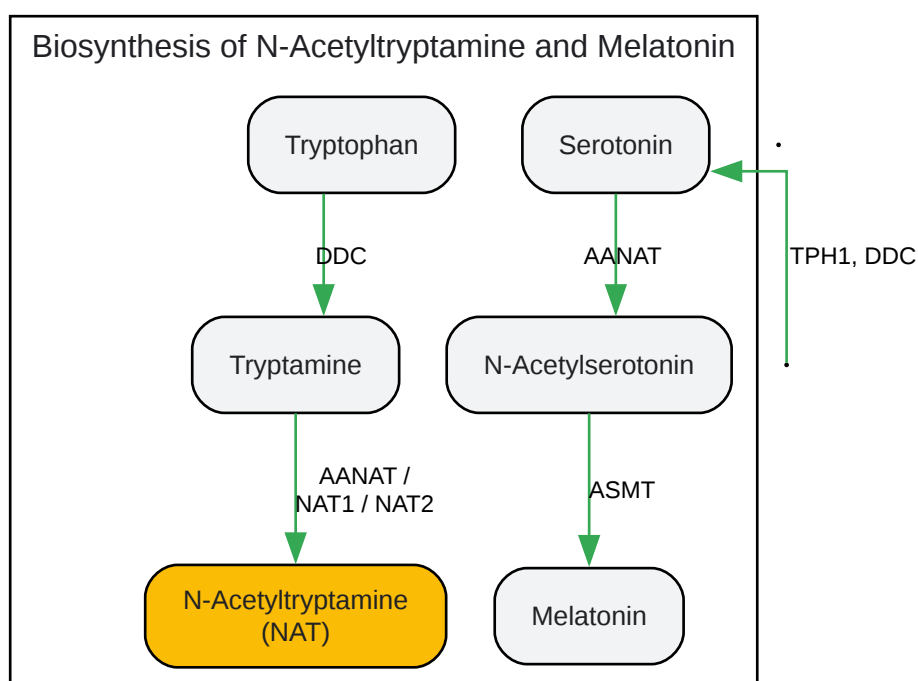 Biosynthesis of N-Acetyltryptamine and Melatonin
Tryptophan
Serotonin
DDC
AANAT
TPH1, DDC
Tryptamine
N-Acetylserotonin
AANAT /
NAT1 / NAT2
ASMT
N-Acetyltryptamine
(NAT)
Melatonin